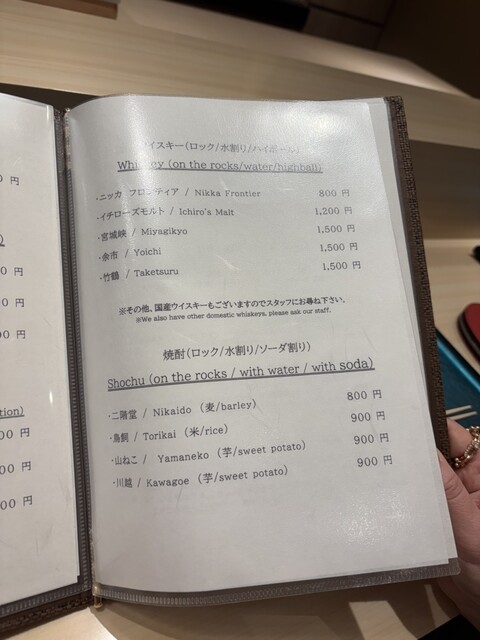 ウイスキー(ロック/水割り/ハイボール)
Whiskey (on the rocks/water/highball)
・ニッカ フロンティア / Nikka Frontier 800 円
・イチローズモルト / Ichiro's Malt 1,200 円
・宮城峡 / Miyagikyo 1,500 円
・余市 / Yoichi 1,500 円
・竹鶴 / Taketsuru 1,500 円
※その他、国産ウイスキーもございますのでスタッフにお尋ね下さい。
※We also have other domestic whiskeys, please ask our staff.
焼酎(ロック/水割り/ソーダ割り)
Shochu (on the rocks / with water / with soda)
・二階堂 / Nikaido (麦/barley) 800 円
・鳥飼 / Torikai (米/rice) 900 円
・山ねこ / Yamaneko (芋/sweet potato) 900 円
・川越 / Kawagoe (芋/sweet potato) 900 円